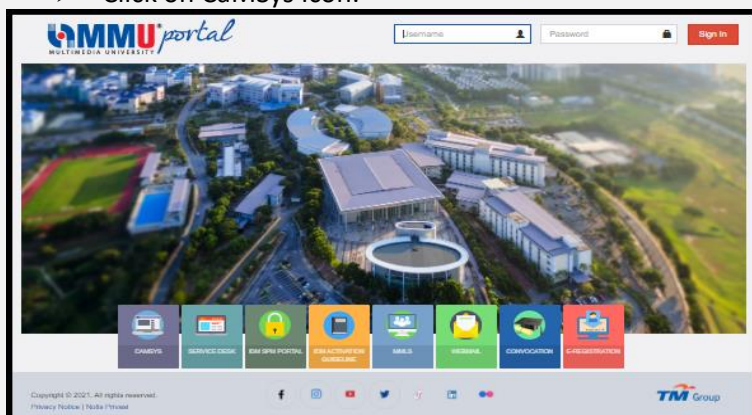 Click on CamSys icon.
MMU portal
MULTIMEDIA UNIVERSITY
Username
Password
Sign In
CAMSYS
SERVICE DESK
IDM SPM PORTAL
IDM ACTIVATION
GUIDELINE
MMLS
WEBMAIL
CONVOCATION
E-REGISTRATION
Copyright © 2021. All rights reserved.
Privacy Notice | Notis Privasi
TM Group